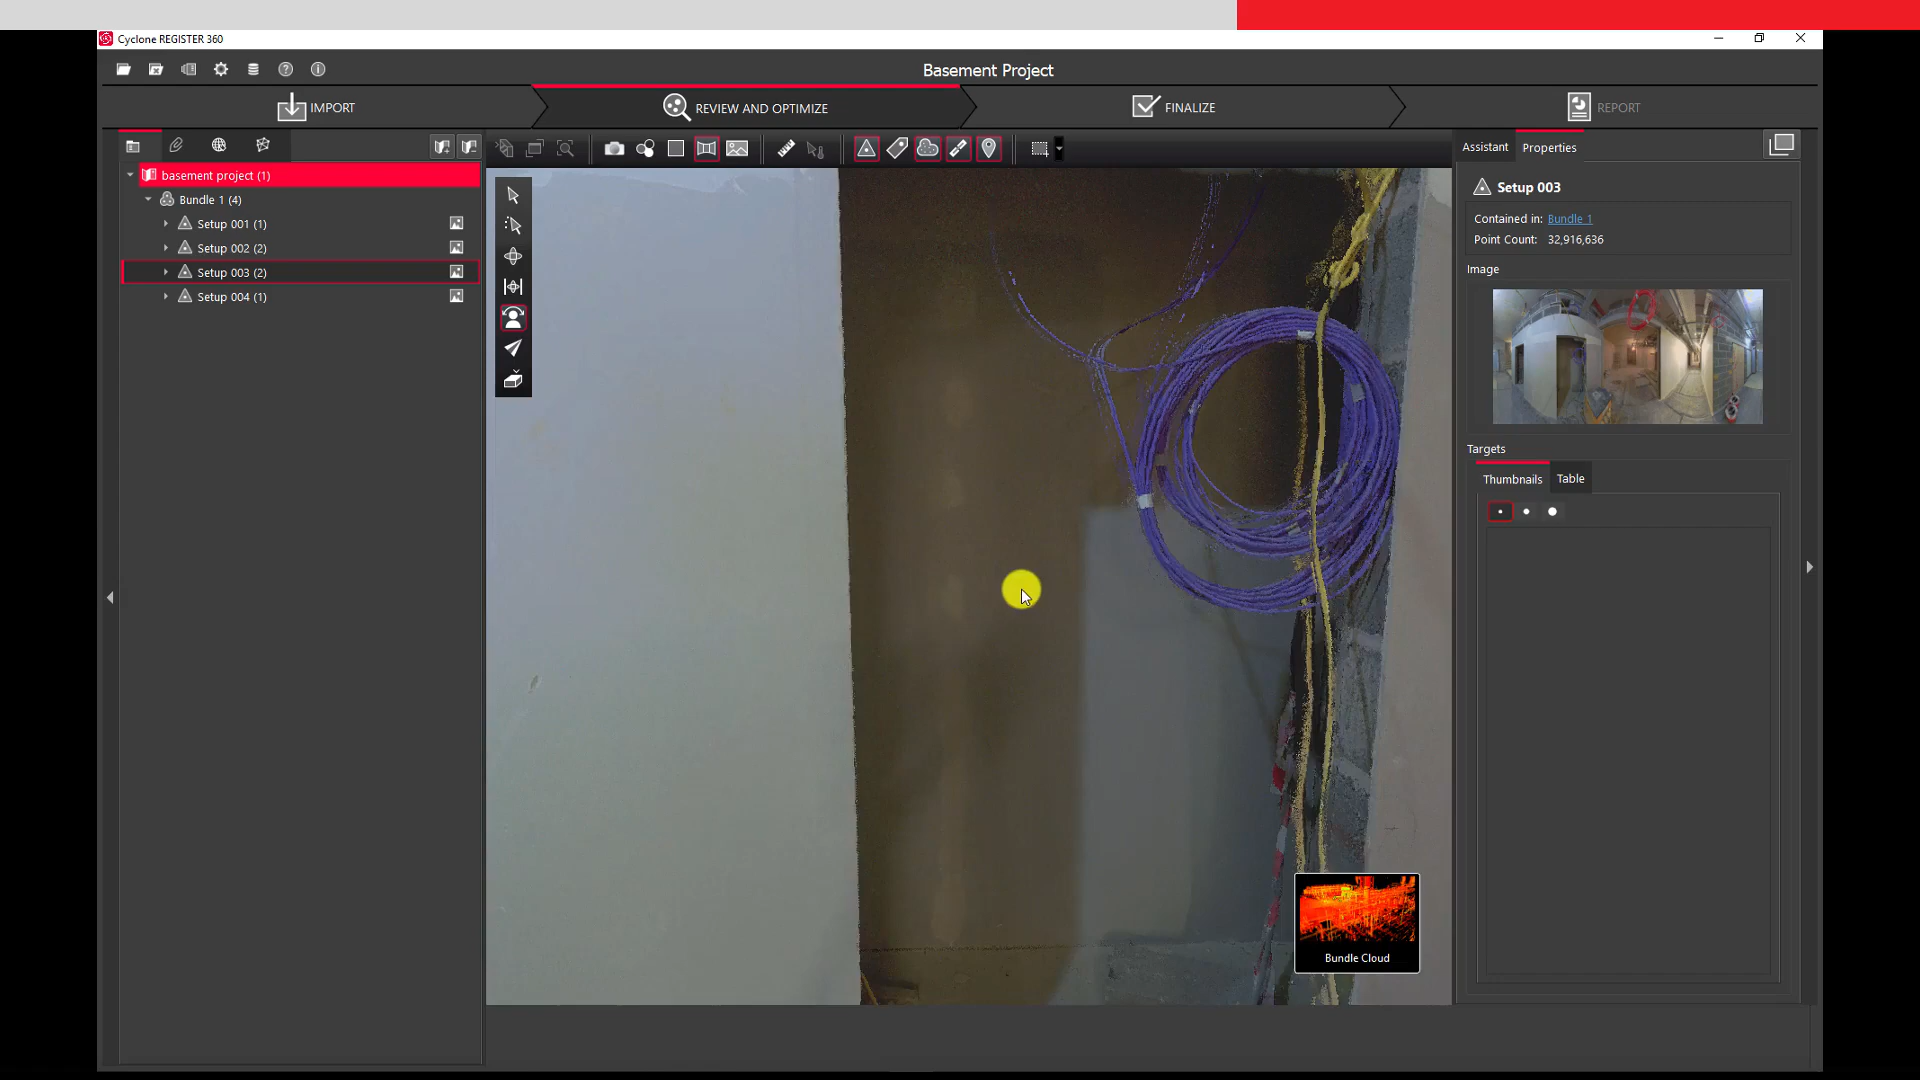 Cyclone REGISTER 360
Basement Project
IMPORT
REVIEW AND OPTIMIZE
FINALIZE
REPORT
basement project (1)
Bundle 1 (4)
Setup 001 (1)
Setup 002 (2)
Setup 003 (2)
Setup 004 (1)
Bundle Cloud
Assistant
Properties
Setup 003
Contained in: Bundle 1
Point Count: 32,916,636
Image
Targets
Thumbnails
Table